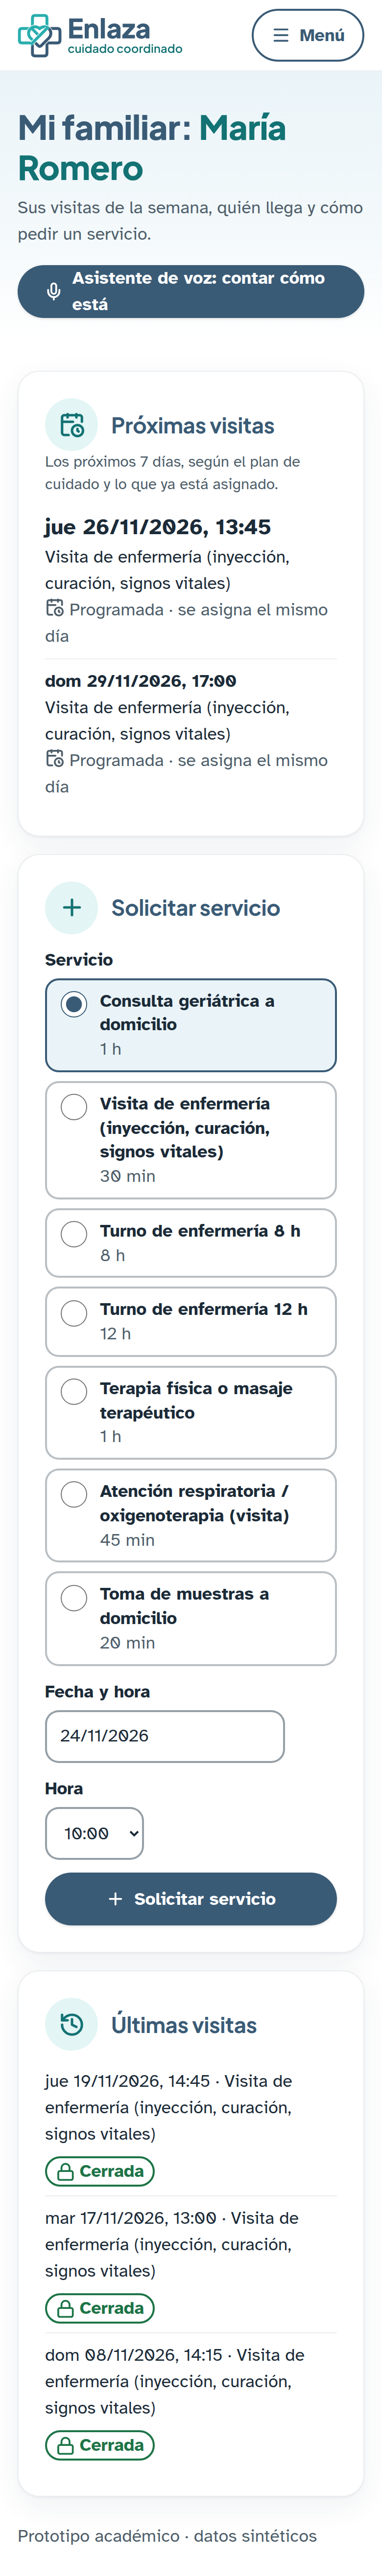 Enlaza
cuidado coordinado
Menú
Mi familiar: María
Romero
Sus visitas de la semana, quién llega y cómo
pedir un servicio.
Asistente de voz: contar cómo
está
Próximas visitas
Los próximos 7 días, según el plan de
cuidado y lo que ya está asignado.
jue 26/11/2026, 13:45
Visita de enfermería (inyección,
curación, signos vitales)
Programada · se asigna el mismo
día
dom 29/11/2026, 17:00
Visita de enfermería (inyección,
curación, signos vitales)
Programada · se asigna el mismo
día
Solicitar servicio
Servicio
Consulta geriátrica a
domicilio
1 h
Visita de enfermería
(inyección, curación,
signos vitales)
30 min
Turno de enfermería 8 h
8 h
Turno de enfermería 12 h
12 h
Terapia física o masaje
terapéutico
1 h
Atención respiratoria /
oxigenoterapia (visita)
45 min
Toma de muestras a
domicilio
20 min
Fecha y hora
24/11/2026
Hora
10:00
Solicitar servicio
Últimas visitas
jue 19/11/2026, 14:45 · Visita de
enfermería (inyección, curación,
signos vitales)
Cerrada
mar 17/11/2026, 13:00 · Visita de
enfermería (inyección, curación,
signos vitales)
Cerrada
dom 08/11/2026, 14:15 · Visita de
enfermería (inyección, curación,
signos vitales)
Cerrada
Prototipo académico · datos sintéticos